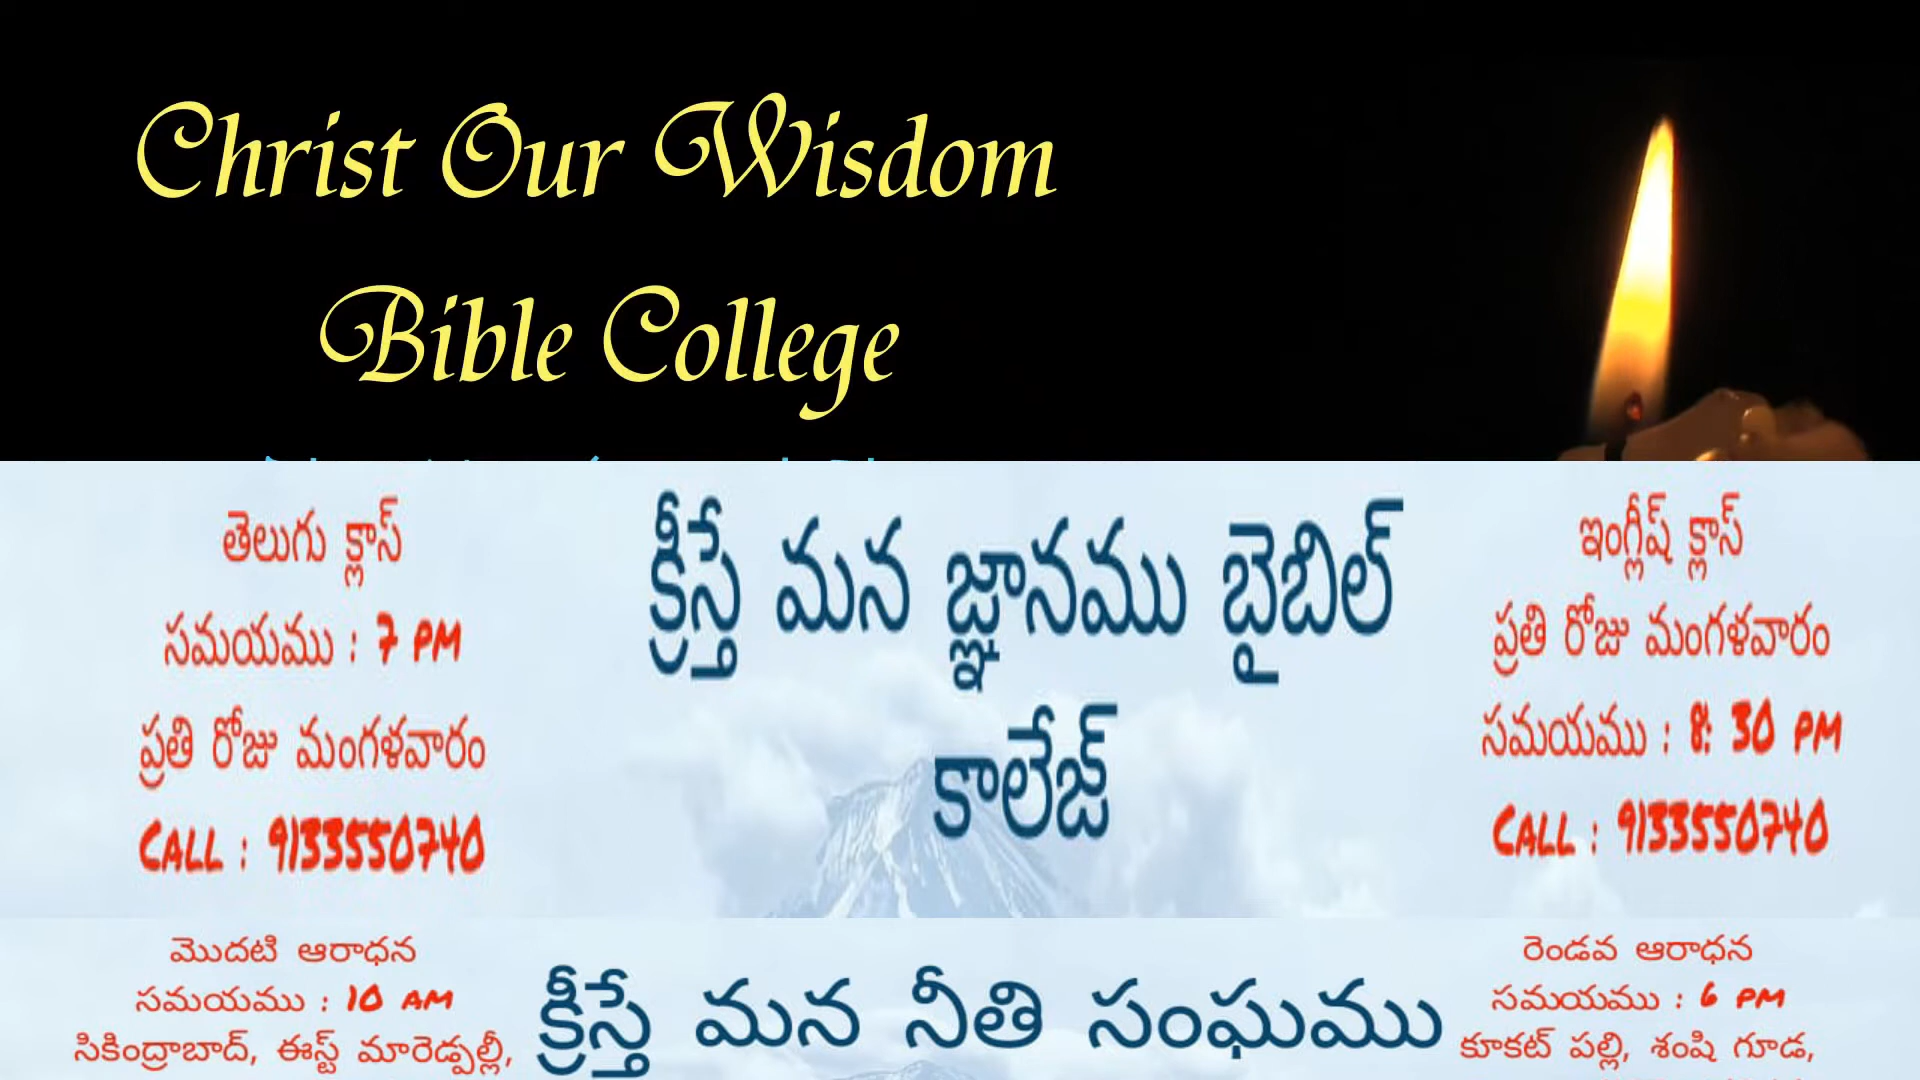 Christ Our Wisdom
Bible College
తెలుగు క్లాస్
సమయము : 7 PM
ప్రతి రోజు మంగళవారం
CALL : 9133550740
క్రీస్తే మన జ్ఞానము బైబిల్
కాలేజ్
ఇంగ్లీష్ క్లాస్
ప్రతి రోజు మంగళవారం
సమయము : 8: 30 PM
CALL : 9133550740
మొదటి ఆరాధన
సమయము : 10 AM
సికింద్రాబాద్, ఈస్ట్ మారెడ్పల్లీ,
క్రీస్తే మన నీతి సంఘము
రెండవ ఆరాధన
సమయము : 6 PM
కూకట్ పల్లి, శంషి గూడ,